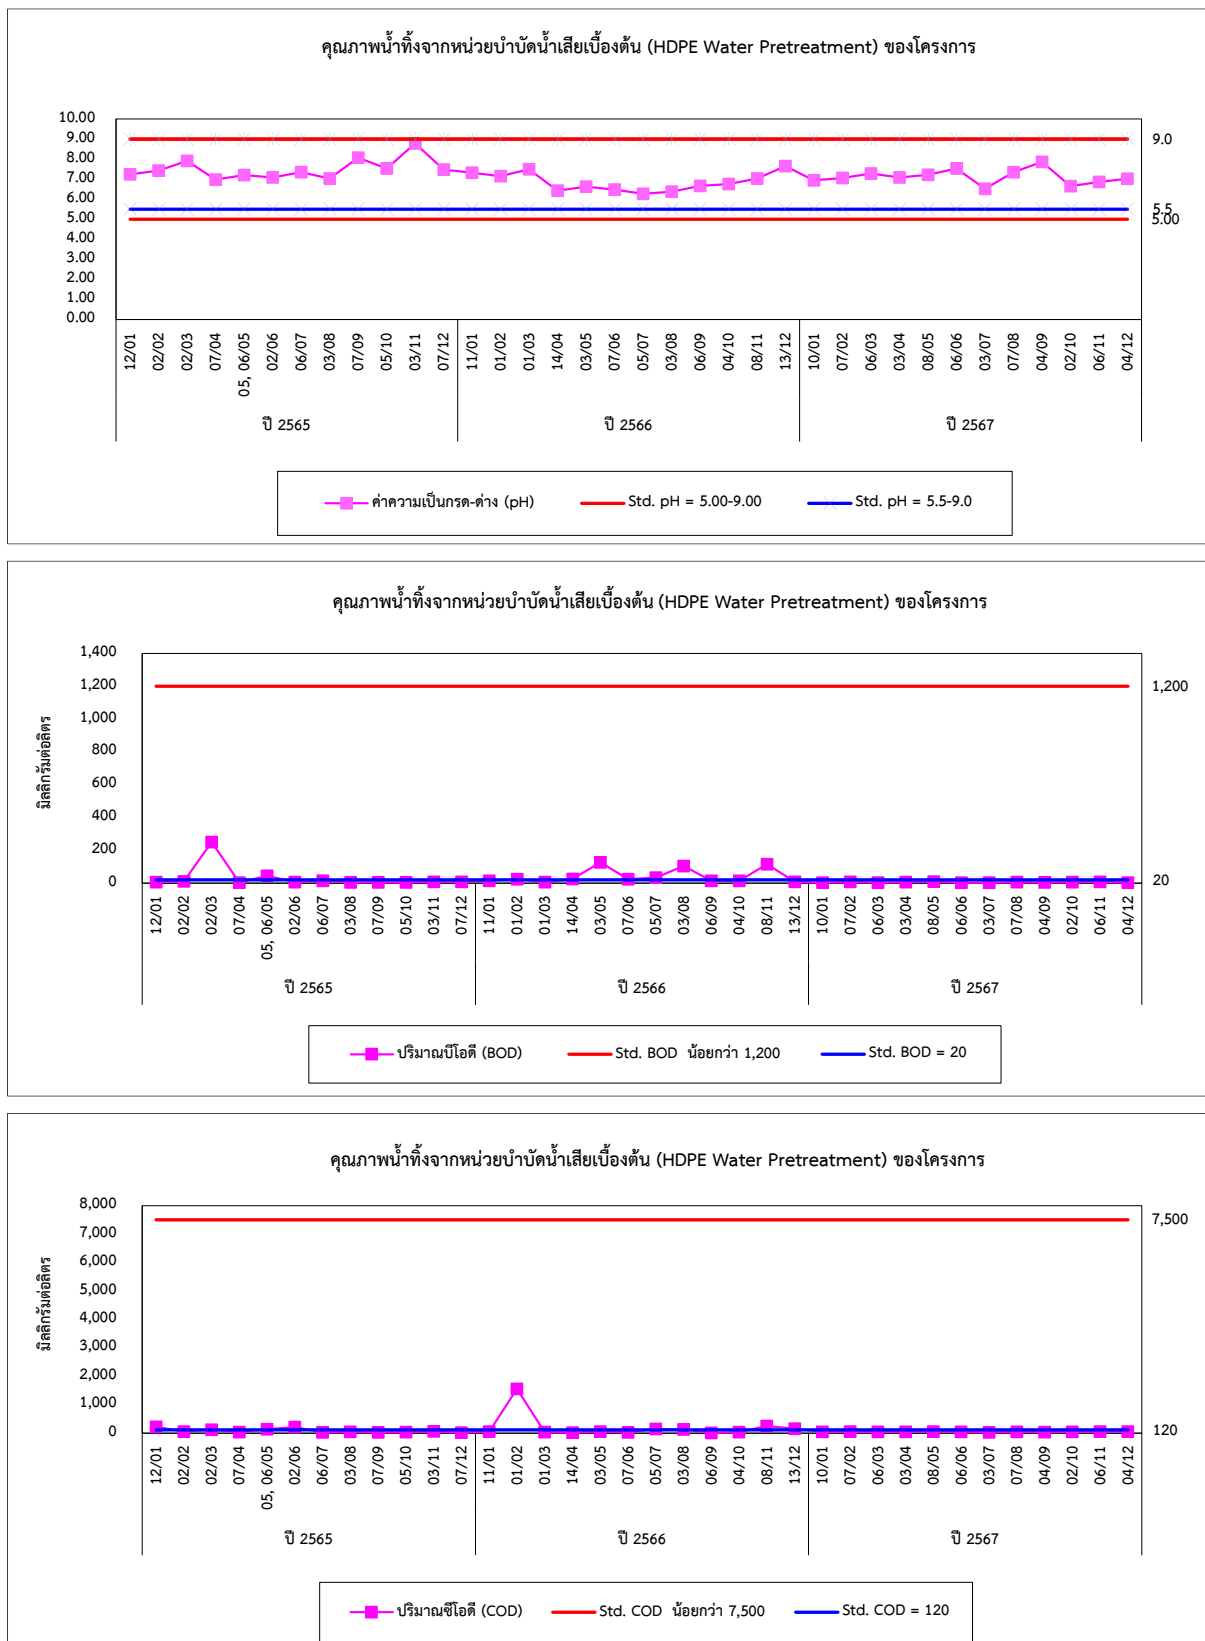 คุณภาพน้ำทิ้งจากหน่วยบำบัดน้ำเสียเบื้องต้น (HDPE Water Pretreatment) ของโครงการ
10.00
9.00
8.00
7.00
6.00
5.00
4.00
3.00
2.00
1.00
0.00
9.0
5.5
5.00
12/01 02/02 02/03 07/04 05, 06/05 02/06 06/07 03/08 07/09 05/10 03/11 07/12 11/01 01/02 01/03 14/04 03/05 07/06 05/07 03/08 06/09 04/10 08/11 13/12 10/01 07/02 06/03 03/04 08/05 06/06 03/07 07/08 04/09 02/10 06/11 04/12
ปี 2565 ปี 2566 ปี 2567
ค่าความเป็นกรด-ด่าง (pH) Std. pH = 5.00-9.00 Std. pH = 5.5-9.0
คุณภาพน้ำทิ้งจากหน่วยบำบัดน้ำเสียเบื้องต้น (HDPE Water Pretreatment) ของโครงการ
มิลลิกรัมต่อลิตร
1,400
1,200
1,000
800
600
400
200
0
1,200
20
12/01 02/02 02/03 07/04 05, 06/05 02/06 06/07 03/08 07/09 05/10 03/11 07/12 11/01 01/02 01/03 14/04 03/05 07/06 05/07 03/08 06/09 04/10 08/11 13/12 10/01 07/02 06/03 03/04 08/05 06/06 03/07 07/08 04/09 02/10 06/11 04/12
ปี 2565 ปี 2566 ปี 2567
ปริมาณบีโอดี (BOD) Std. BOD น้อยกว่า 1,200 Std. BOD = 20
คุณภาพน้ำทิ้งจากหน่วยบำบัดน้ำเสียเบื้องต้น (HDPE Water Pretreatment) ของโครงการ
มิลลิกรัมต่อลิตร
8,000
7,000
6,000
5,000
4,000
3,000
2,000
1,000
0
7,500
120
12/01 02/02 02/03 07/04 05, 06/05 02/06 06/07 03/08 07/09 05/10 03/11 07/12 11/01 01/02 01/03 14/04 03/05 07/06 05/07 03/08 06/09 04/10 08/11 13/12 10/01 07/02 06/03 03/04 08/05 06/06 03/07 07/08 04/09 02/10 06/11 04/12
ปี 2565 ปี 2566 ปี 2567
ปริมาณซีโอดี (COD) Std. COD น้อยกว่า 7,500 Std. COD = 120